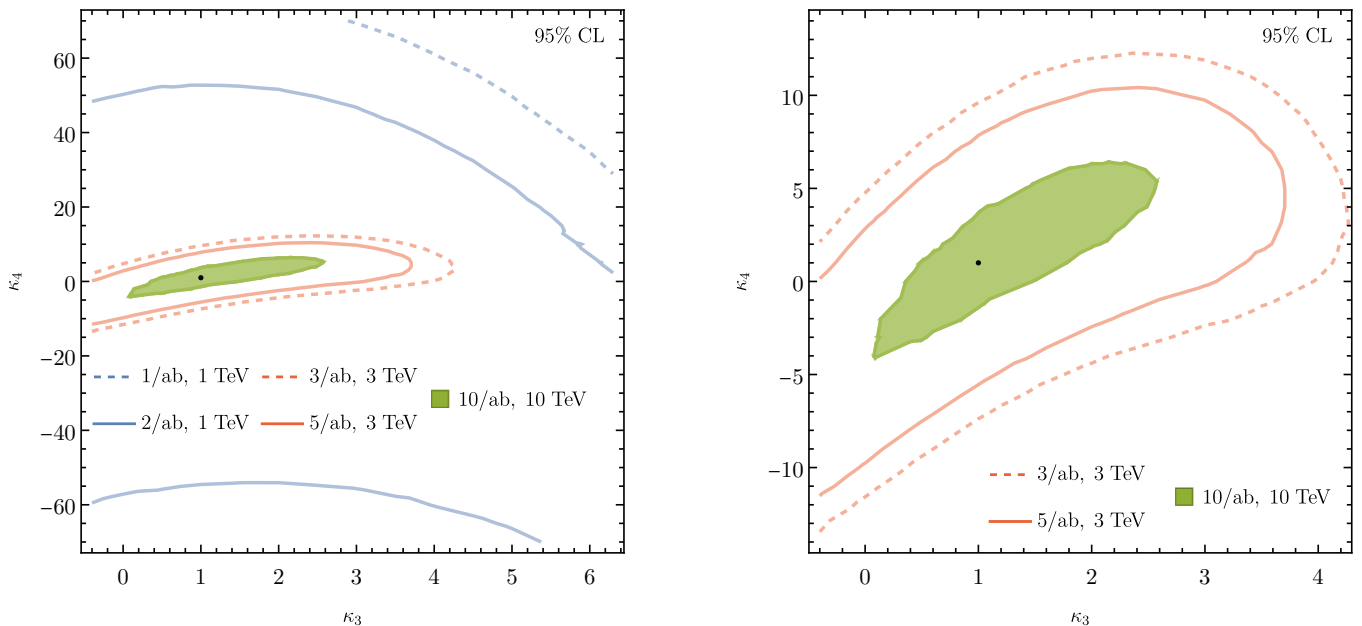 95% CL
60
40
20
0
−20
−40
−60
κ4
1/ab, 1 TeV
3/ab, 3 TeV
10/ab, 10 TeV
2/ab, 1 TeV
5/ab, 3 TeV
0 1 2 3 4 5 6
κ3
95% CL
10
5
0
−5
−10
κ4
3/ab, 3 TeV
10/ab, 10 TeV
5/ab, 3 TeV
0 1 2 3 4
κ3